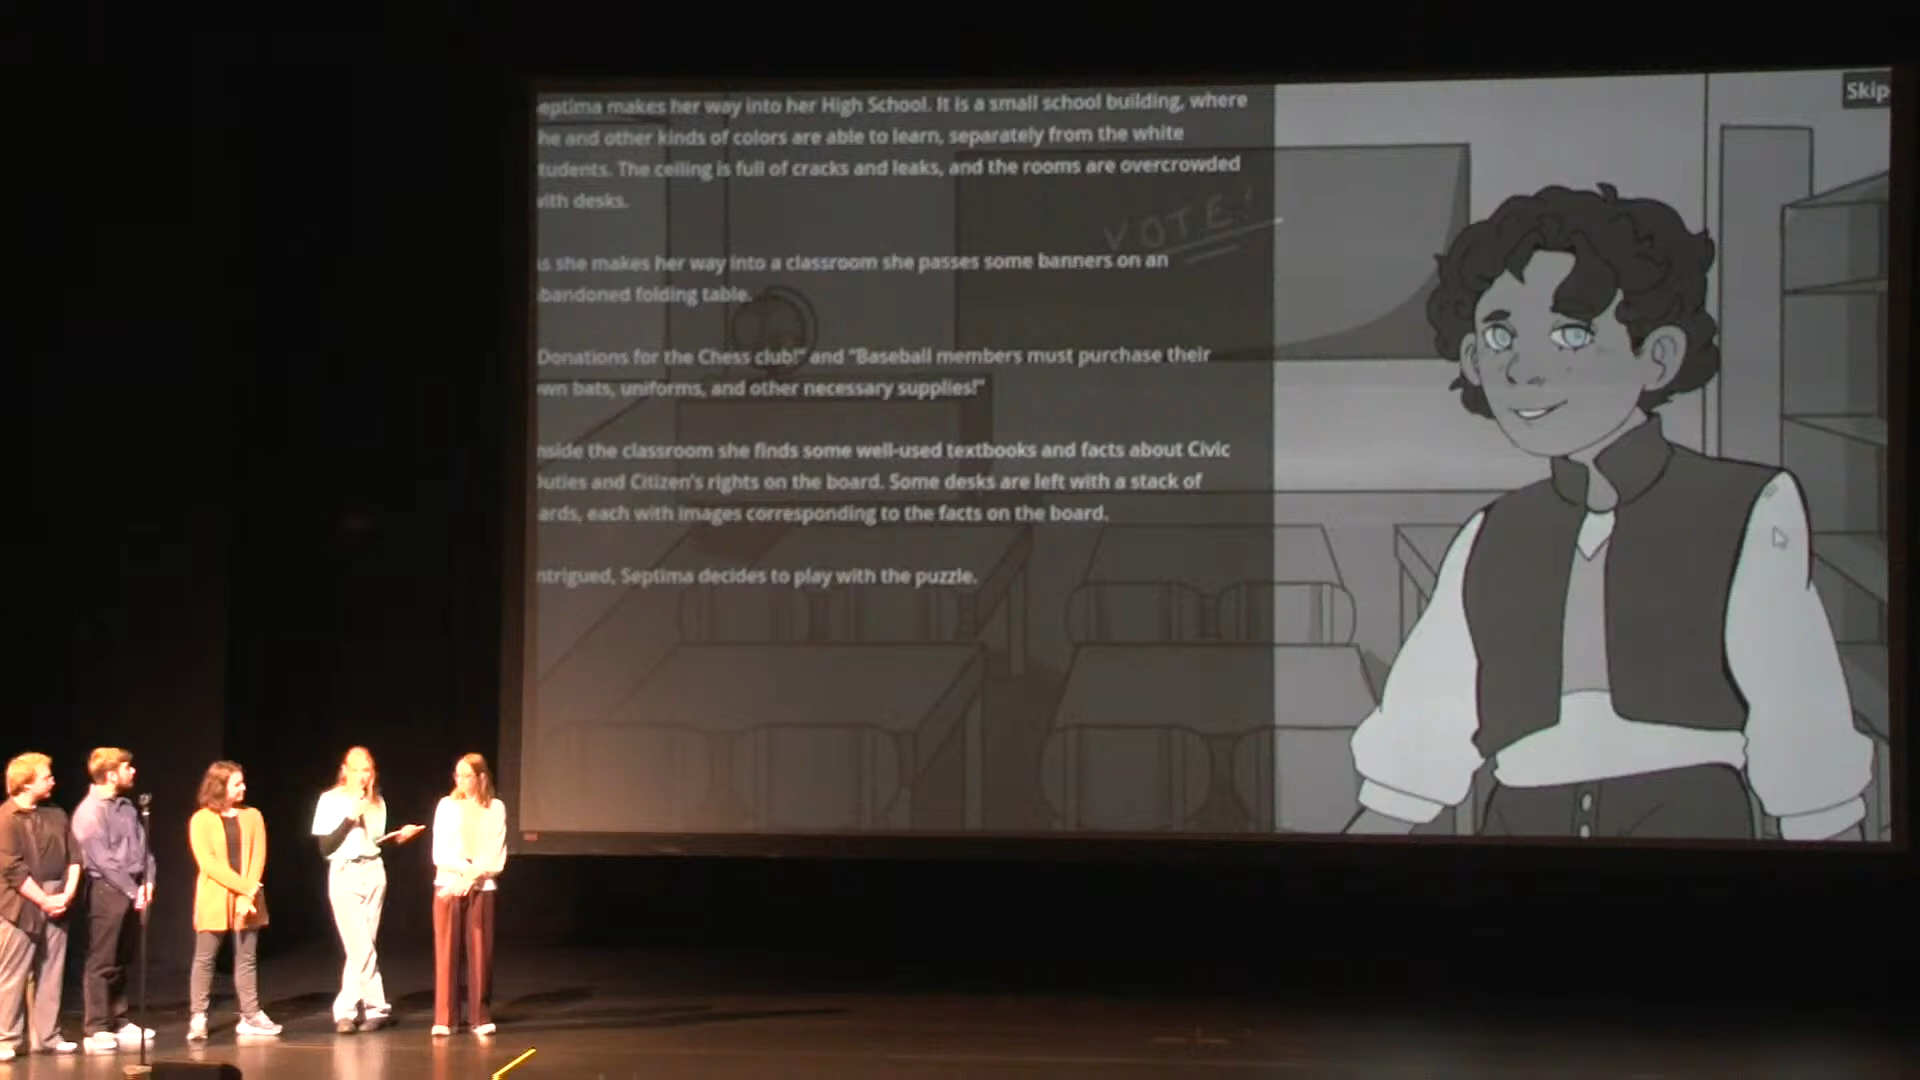 eptima makes her way into her High School. It is a small school building, where
he and other kinds of colors are able to learn, separately from the white
tudents. The ceiling is full of cracks and leaks, and the rooms are overcrowded
with desks.
s she makes her way into a classroom she passes some banners on an
bandoned folding table.
Donations for the Chess club!" and "Baseball members must purchase their
wn bats, uniforms, and other necessary supplies!"
nside the classroom she finds some well-used textbooks and facts about Civic
uties and Citizen's rights on the board. Some desks are left with a stack of
ards, each with images corresponding to the facts on the board.
ntrigued, Septima decides to play with the puzzle.
VOTE!
Skip